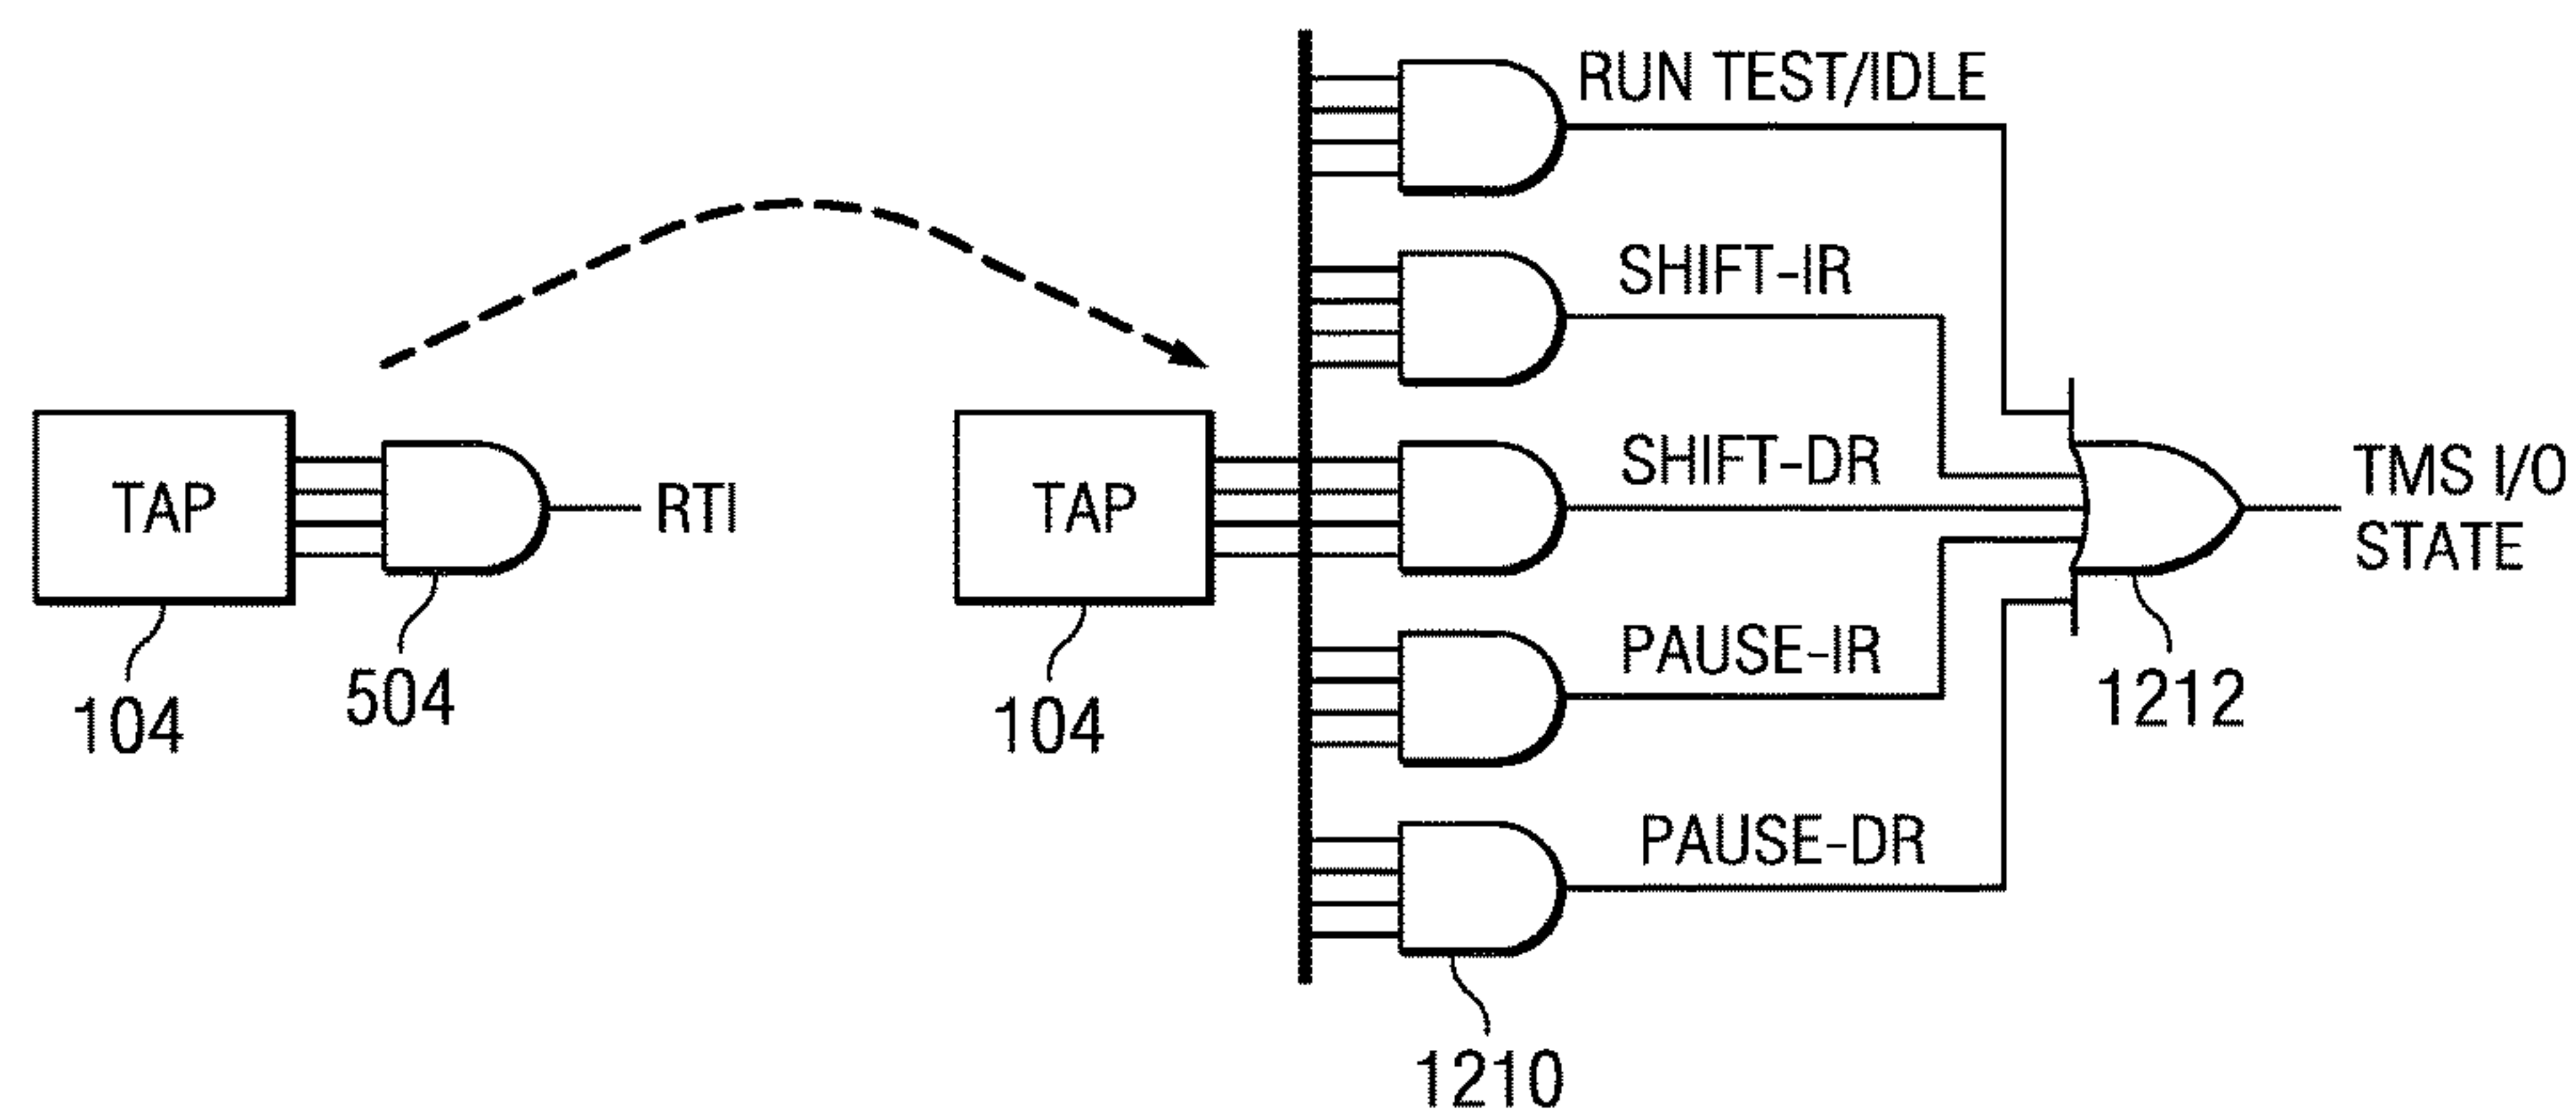 RUN TEST/IDLE
SHIFT-IR
TAP
RTI
TAP
SHIFT-DR
TMS I/O
STATE
104
504
104
PAUSE-IR
1212
PAUSE-DR
1210